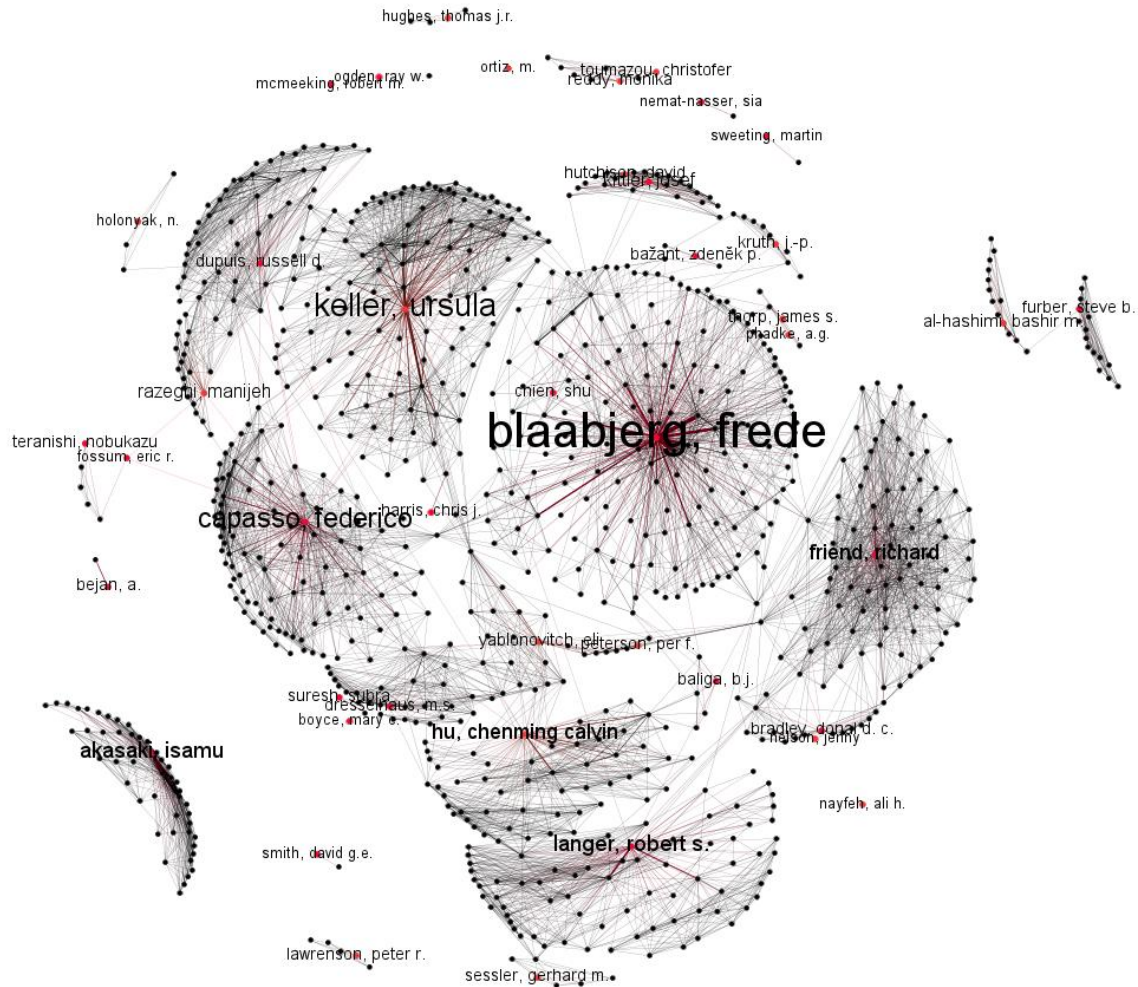 hughes, thomas j.r.
ortiz, m.
toumazou, christofer
ogden, ray w.
reddy, monika
mcmeeking, robert m.
nemat-nasser, sia
sweeting, martin
hutchison, david
kittler, josef
holonyak, n.
kruth, j.-p.
bažant, zdeněk p.
dupuis, russell d.
keller, ursula
furber, steve b.
thorp, james s.
al-hashimi, bashir m.
phadke, a.g.
razeghi, manijeh
chien, shu
blaabjerg, frede
teranishi, nobukazu
fossum, eric r.
harris, chris j.
capasso, federico
friend, richard
bejan, a.
yablonovitch, eli
peterson, per f.
baliga, b.j.
suresh, subra
dresselhaus, m.s.
boyce, mary c.
bradley, donal d. c.
hu, chenming calvin
nelson, jenny
akasaki, isamu
nayfeh, ali h.
langer, robert s.
smith, david g.e.
lawrenson, peter r.
sessler, gerhard m.